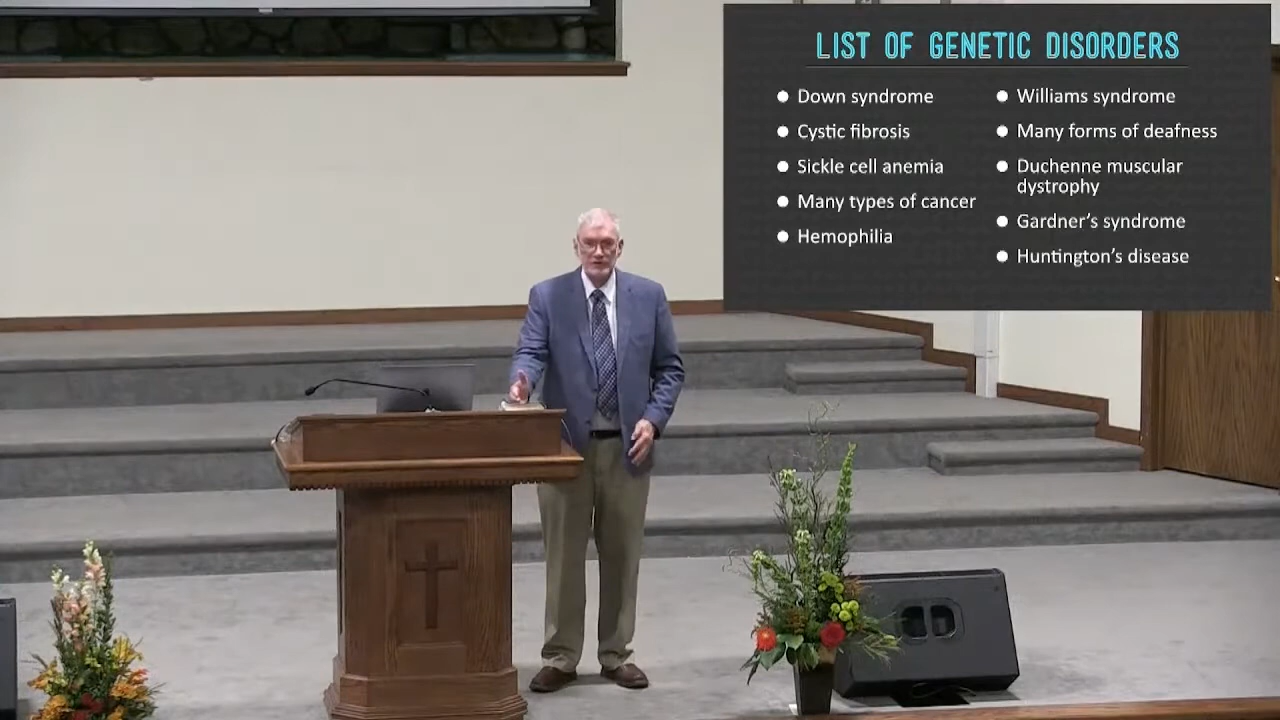 LIST OF GENETIC DISORDERS
Down syndrome
Cystic fibrosis
Sickle cell anemia
Many types of cancer
Hemophilia
Williams syndrome
Many forms of deafness
Duchenne muscular
dystrophy
Gardner’s syndrome
Huntington’s disease